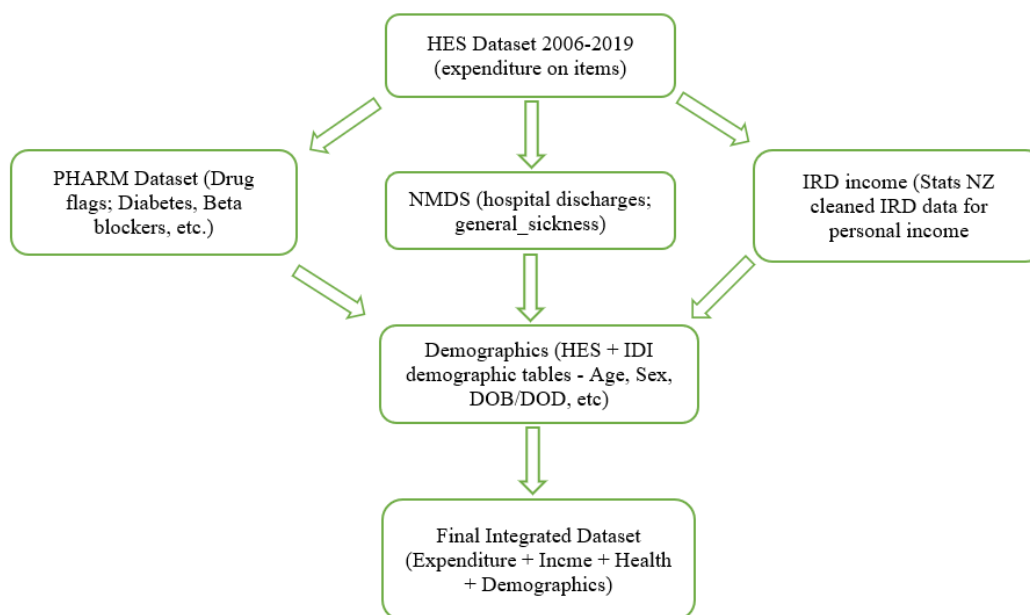 HES Dataset 2006-2019
(expenditure on items)
PHARM Dataset (Drug
flags; Diabetes, Beta
blockers, etc.)
NMDS (hospital discharges;
general_sickness)
IRD income (Stats NZ
cleaned IRD data for
personal income
Demographics (HES + IDI
demographic tables - Age, Sex,
DOB/DOD, etc)
Final Integrated Dataset
(Expenditure + Incme + Health
+ Demographics)